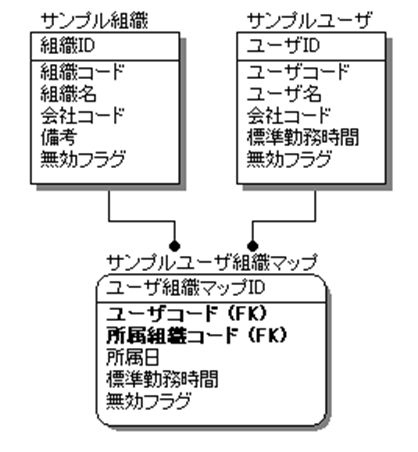 サンプル組織
組織ID
組織コード
組織名
会社コード
備考
無効フラグ
サンプルユーザ
ユーザID
ユーザコード
ユーザ名
会社コード
標準勤務時間
無効フラグ
サンプルユーザ組織マップ
ユーザ組織マップID
ユーザコード (FK)
所属組織コード (FK)
所属日
標準勤務時間
無効フラグ